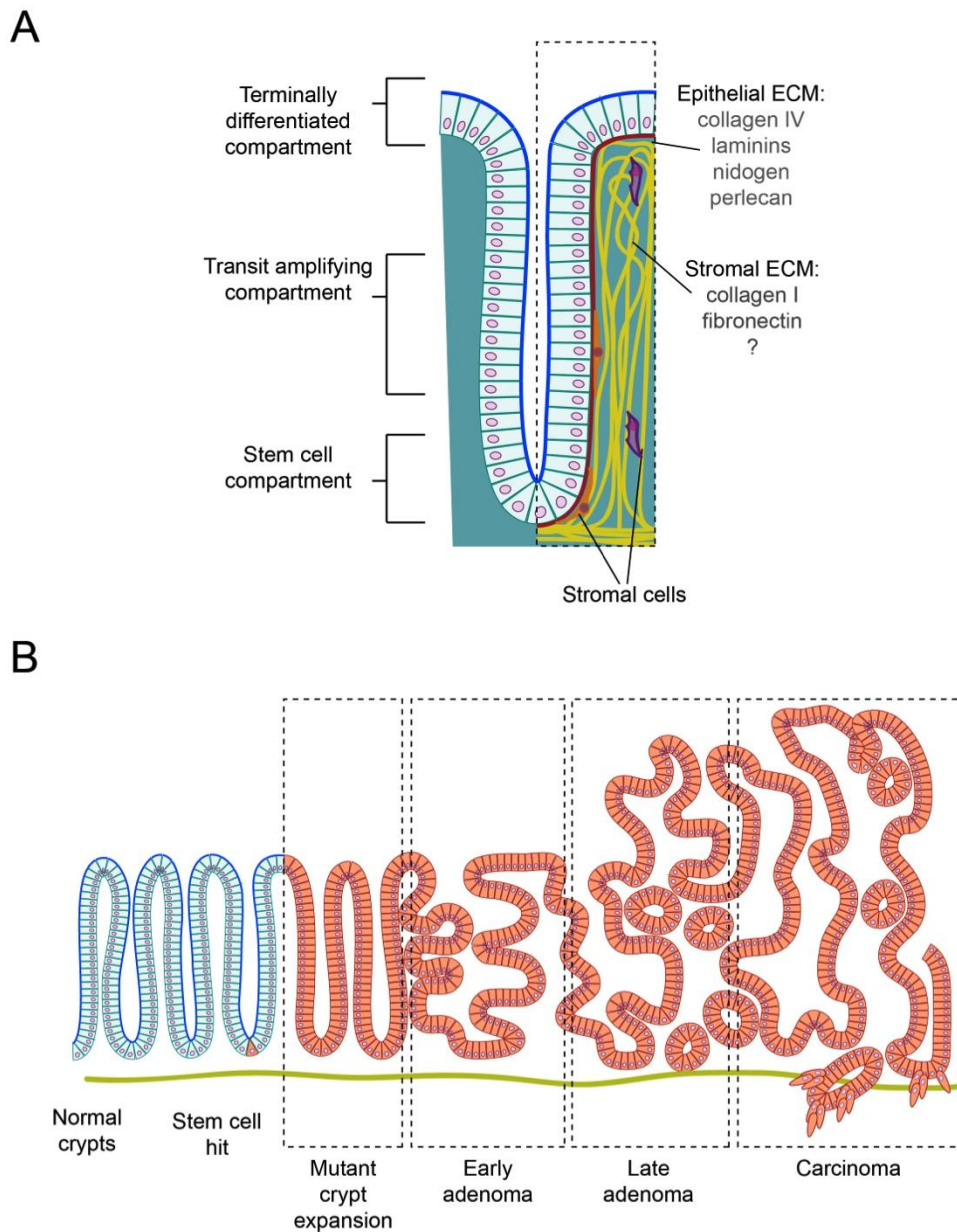 A
Terminally
differentiated
compartment
Transit amplifying
compartment
Stem cell
compartment
Epithelial ECM:
collagen IV
laminins
nidogen
perlecan
Stromal ECM:
collagen I
fibronectin
?
Stromal cells
B
Normal
crypts
Stem cell
hit
Mutant
crypt
expansion
Early
adenoma
Late
adenoma
Carcinoma